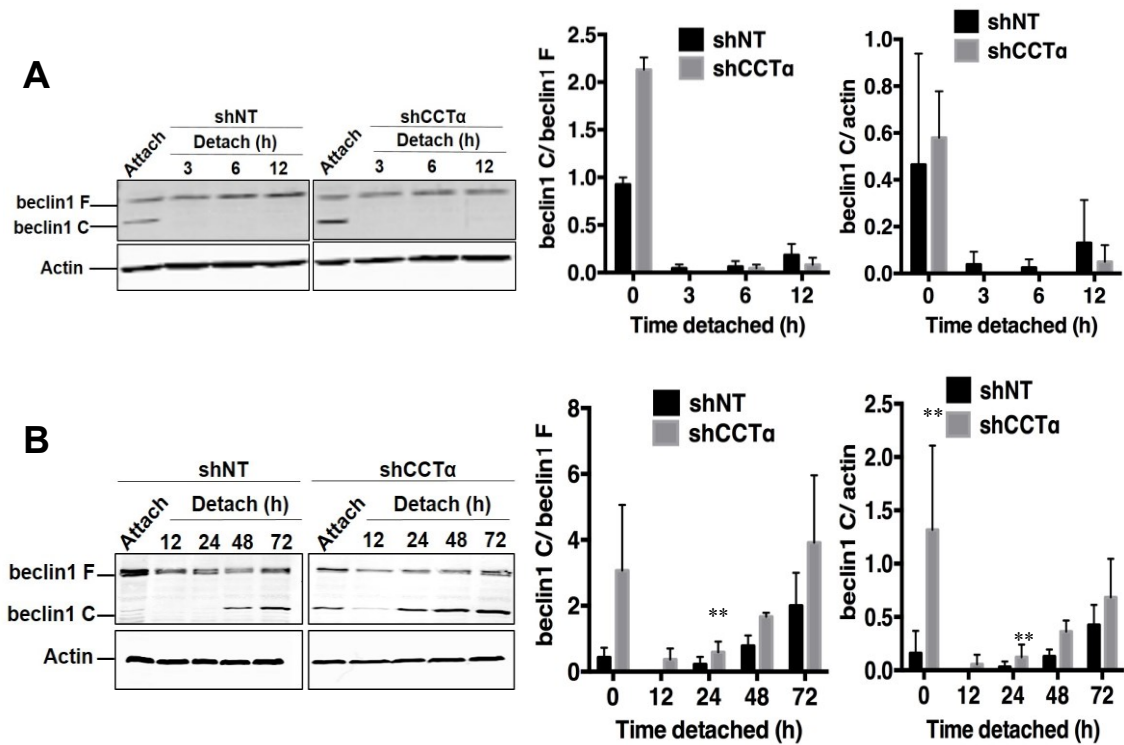 A
shNT
shCCTα
Attach
Detach (h)
3 6 12
Attach
Detach (h)
3 6 12
beclin1 F
beclin1 C
Actin
shNT
shCCTα
beclin1 C/ beclin1 F
2.5
2.0
1.5
1.0
0.5
0.0
0 3 6 12
Time detached (h)
shNT
shCCTα
beclin1 C/ actin
1.0
0.8
0.6
0.4
0.2
0.0
0 3 6 12
Time detached (h)
B
shNT
shCCTα
Attach
Detach (h)
12 24 48 72
Attach
Detach (h)
12 24 48 72
beclin1 F
beclin1 C
Actin
shNT
shCCTα
beclin1 C/ beclin1 F
8
6
4
2
0
**
0 12 24 48 72
Time detached (h)
shNT
shCCTα
beclin1 C/ actin
2.5
2.0
1.5
1.0
0.5
0.0
**
**
0 12 24 48 72
Time detached (h)